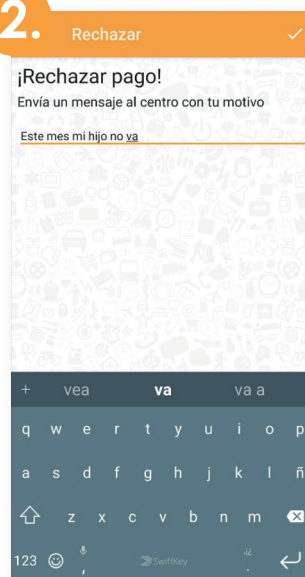 2.
Rechazar
¡Rechazar pago!
Envía un mensaje al centro con tu motivo
Este mes mi hijo no va
+ vea va va a
q w e r t y u i o p
a s d f g h j k l ñ
z x c v b n m
123 , SwiftKey .